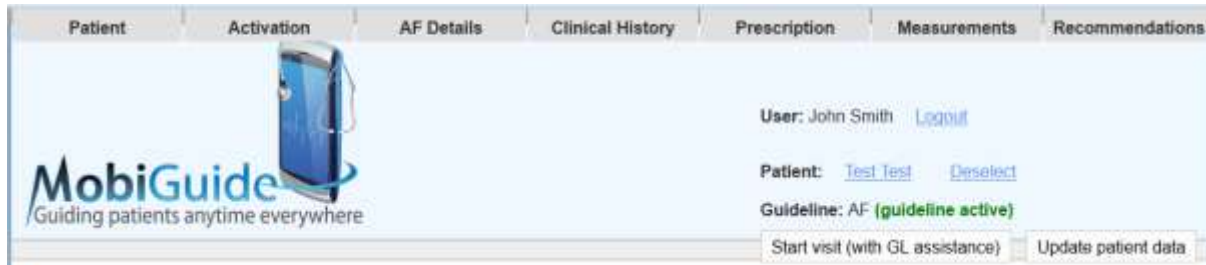 Patient Activation AF Details Clinical History Prescription Measurements Recommendations
User: John Smith Logout
MobiGuide
Guiding patients anytime everywhere
Patient: Test Test Deselect
Guideline: AF (guideline active)
Start visit (with GL assistance) Update patient data